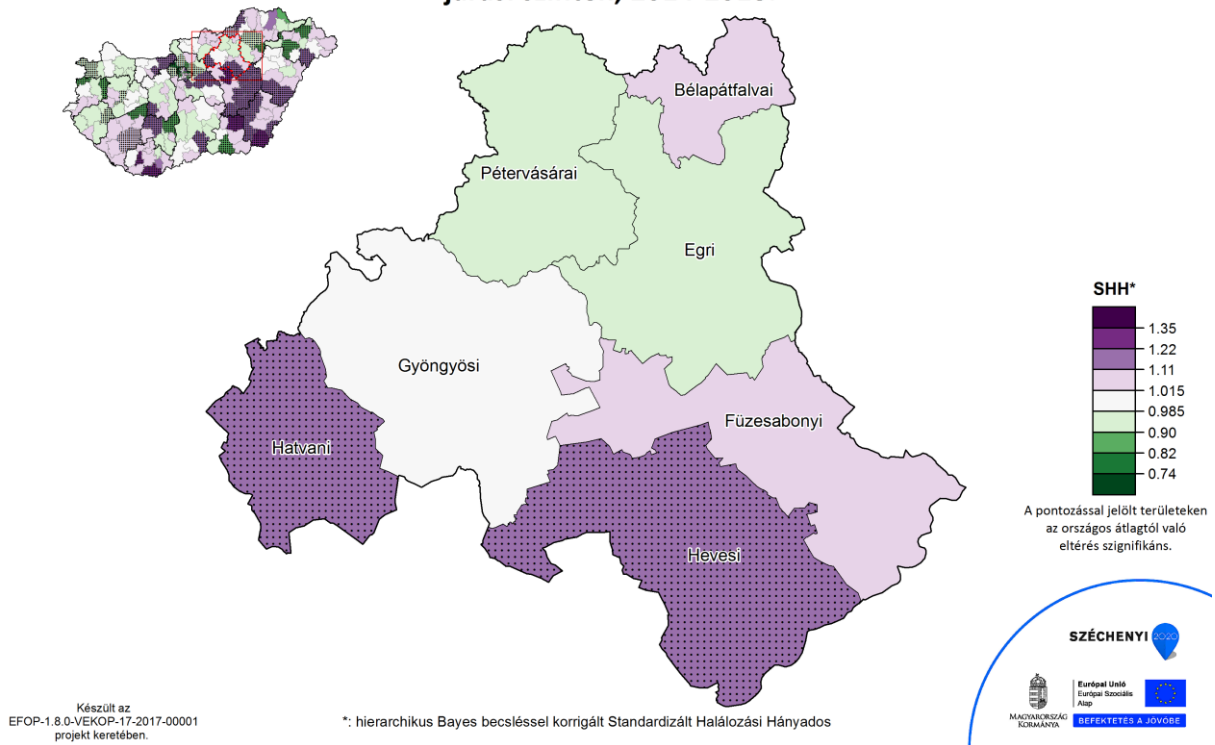 Bélapátfalvai
Pétervásárai
Egri
Gyöngyösi
Hatvani
Füzesabonyi
Hevesi
SHH*
1.35
1.22
1.11
1.015
0.985
0.90
0.82
0.74
A pontozással jelölt területeken
az országos átlagtól való
eltérés szignifikáns.
Készült az
EFOP-1.8.0-VEKOP-17-2017-00001
projekt keretében.
*: hierarchikus Bayes becsléssel korrigált Standardizált Halálozási Hányados
SZÉCHENYI 2020
MAGYARORSZÁG
KORMÁNYA
Európai Unió
Európai Szociális
Alap
BEFEKTETÉS A JÖVŐBE